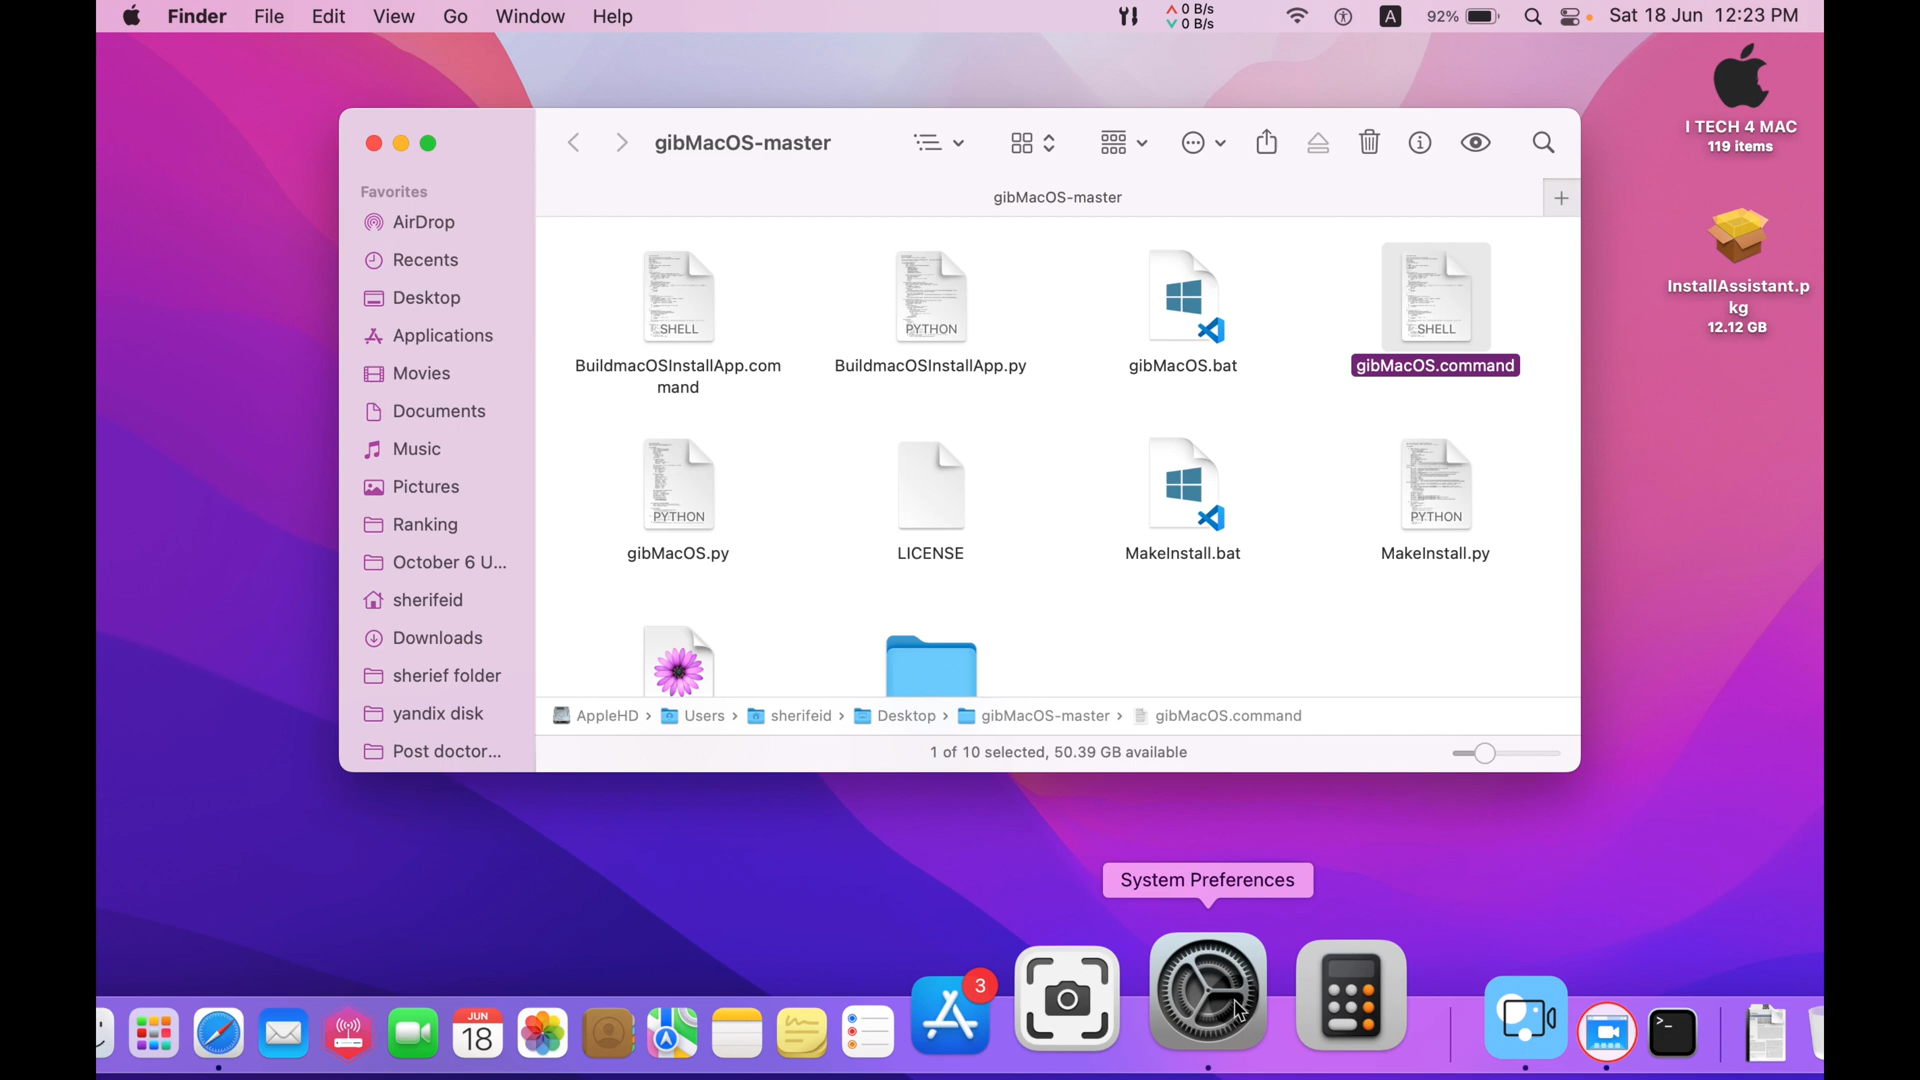 Finder File Edit View Go Window Help
0 B/s
0 B/s
A
92%
Sat 18 Jun 12:23 PM
I TECH 4 MAC
119 items
InstallAssistant.p
kg
12.12 GB
gibMacOS-master
gibMacOS-master
Favorites
AirDrop
Recents
Desktop
Applications
Movies
Documents
Music
Pictures
Ranking
October 6 U...
sherifeid
Downloads
sherief folder
yandix disk
Post doctor...
SHELL
BuildmacOSInstallApp.com
mand
PYTHON
BuildmacOSInstallApp.py
gibMacOS.bat
SHELL
gibMacOS.command
PYTHON
gibMacOS.py
LICENSE
MakeInstall.bat
PYTHON
MakeInstall.py
AppleHD › Users › sherifeid › Desktop › gibMacOS-master › gibMacOS.command
1 of 10 selected, 50.39 GB available
System Preferences
3
JUN
18
>_